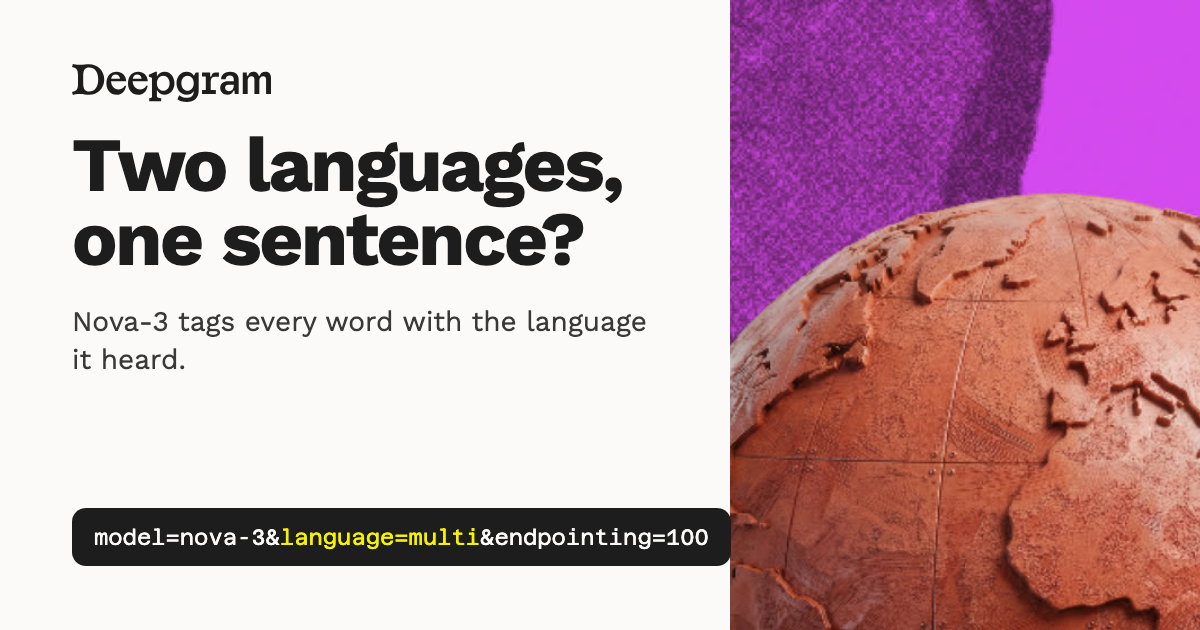 Deepgram
Two languages,
one sentence?
Nova-3 tags every word with the language
it heard.
model=nova-3&language=multi&endpointing=100